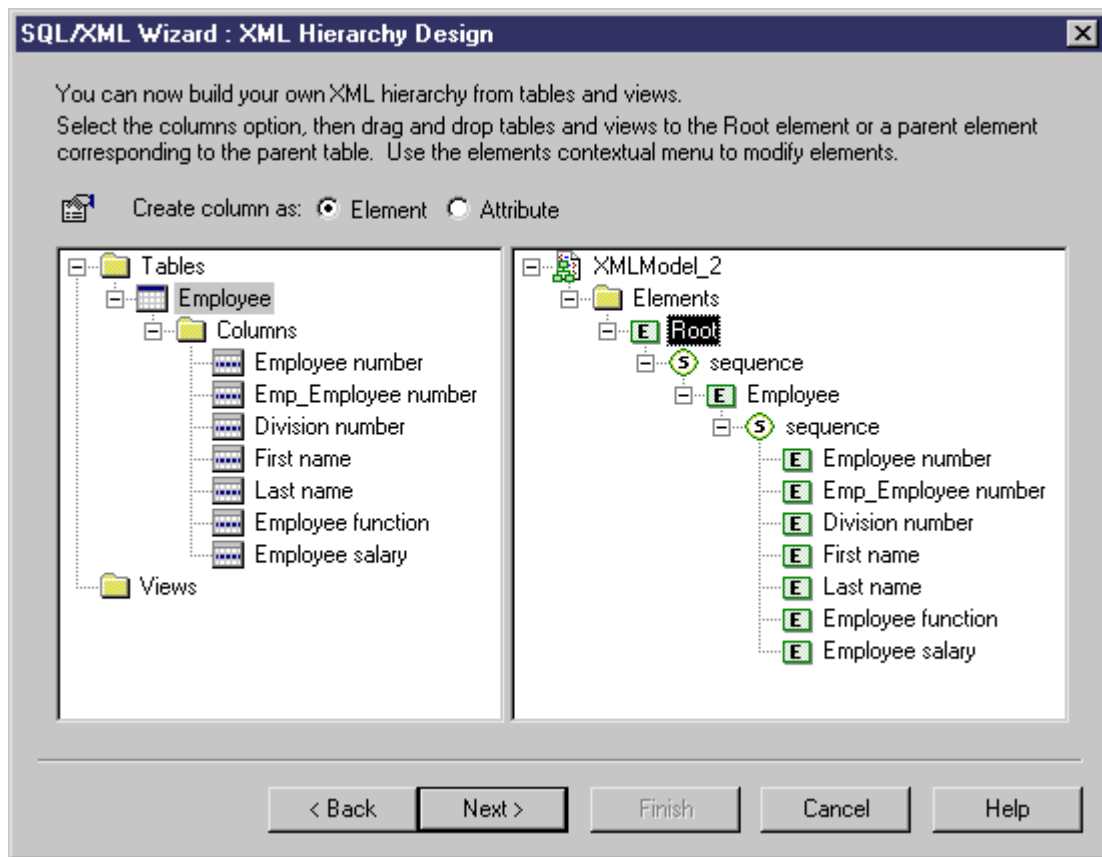 SQL/XML Wizard : XML Hierarchy Design
You can now build your own XML hierarchy from tables and views.
Select the columns option, then drag and drop tables and views to the Root element or a parent element
corresponding to the parent table. Use the elements contextual menu to modify elements.
Create column as: Element Attribute
Tables
Employee
Columns
Employee number
Emp_Employee number
Division number
First name
Last name
Employee function
Employee salary
Views
XMLModel_2
Elements
E Root
S sequence
E Employee
S sequence
E Employee number
E Emp_Employee number
E Division number
E First name
E Last name
E Employee function
E Employee salary
< Back Next > Finish Cancel Help